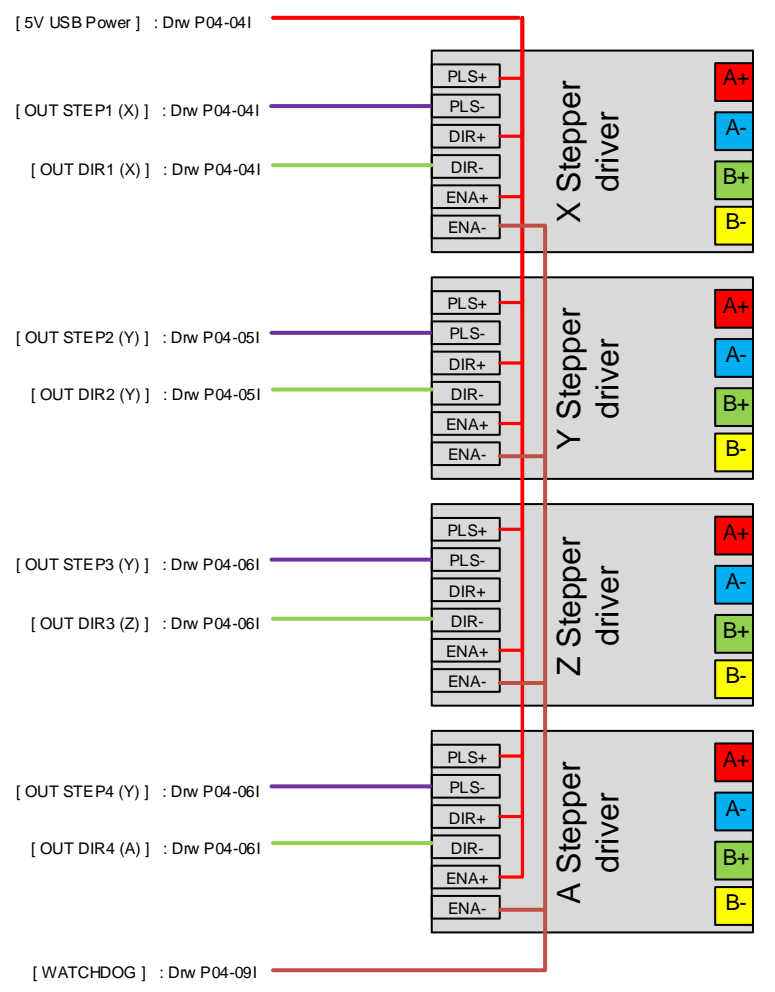 [ 5V USB Power ] : Drw P04-04I
PLS+
A+
[ OUT STEP1 (X) ] : Drw P04-04I
PLS-
DIR+
A-
[ OUT DIR1 (X) ] : Drw P04-04I
DIR-
B+
ENA+
ENA-
B-
X Stepper
driver
PLS+
A+
[ OUT STEP2 (Y) ] : Drw P04-05I
PLS-
DIR+
A-
[ OUT DIR2 (Y) ] : Drw P04-05I
DIR-
B+
ENA+
ENA-
B-
Y Stepper
driver
PLS+
A+
[ OUT STEP3 (Y) ] : Drw P04-06I
PLS-
DIR+
A-
[ OUT DIR3 (Z) ] : Drw P04-06I
DIR-
B+
ENA+
ENA-
B-
Z Stepper
driver
PLS+
A+
[ OUT STEP4 (Y) ] : Drw P04-06I
PLS-
DIR+
A-
[ OUT DIR4 (A) ] : Drw P04-06I
DIR-
B+
ENA+
ENA-
B-
A Stepper
driver
[ WATCHDOG ] : Drw P04-09I